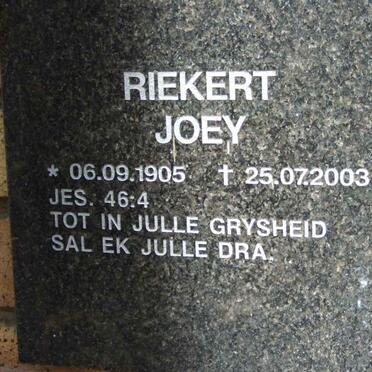 RIEKERT
JOEY
* 06.09.1905 † 25.07.2003
JES. 46:4
TOT IN JULLE GRYSHEID
SAL EK JULLE DRA.